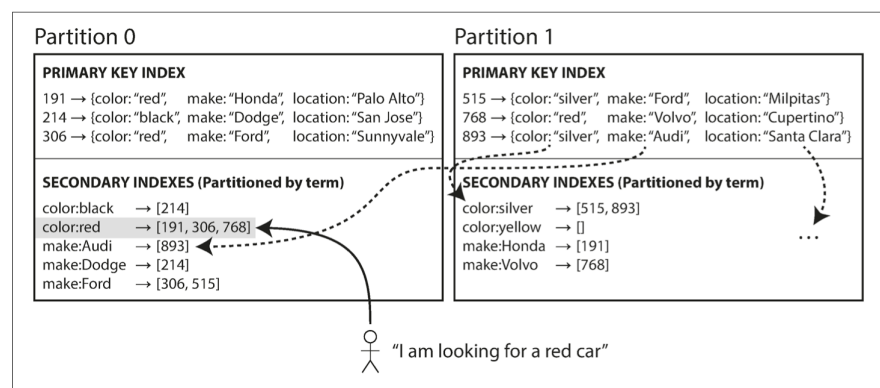 Partition 0
PRIMARY KEY INDEX
191 → {color: “red”, make: “Honda”, location: “Palo Alto”}
214 → {color: “black”, make: “Dodge”, location: “San Jose”}
306 → {color: “red”, make: “Ford”, location: “Sunnyvale”}
SECONDARY INDEXES (Partitioned by term)
color:black → [214]
color:red → [191, 306, 768]
make:Audi → [893]
make:Dodge → [214]
make:Ford → [306, 515]
Partition 1
PRIMARY KEY INDEX
515 → {color: “silver”, make: “Ford”, location: “Milpitas”}
768 → {color: “red”, make: “Volvo”, location: “Cupertino”}
893 → {color: “silver”, make: “Audi”, location: “Santa Clara”}
SECONDARY INDEXES (Partitioned by term)
color:silver → [515, 893]
color:yellow → []
make:Honda → [191]
make:Volvo → [768]
...
“I am looking for a red car”